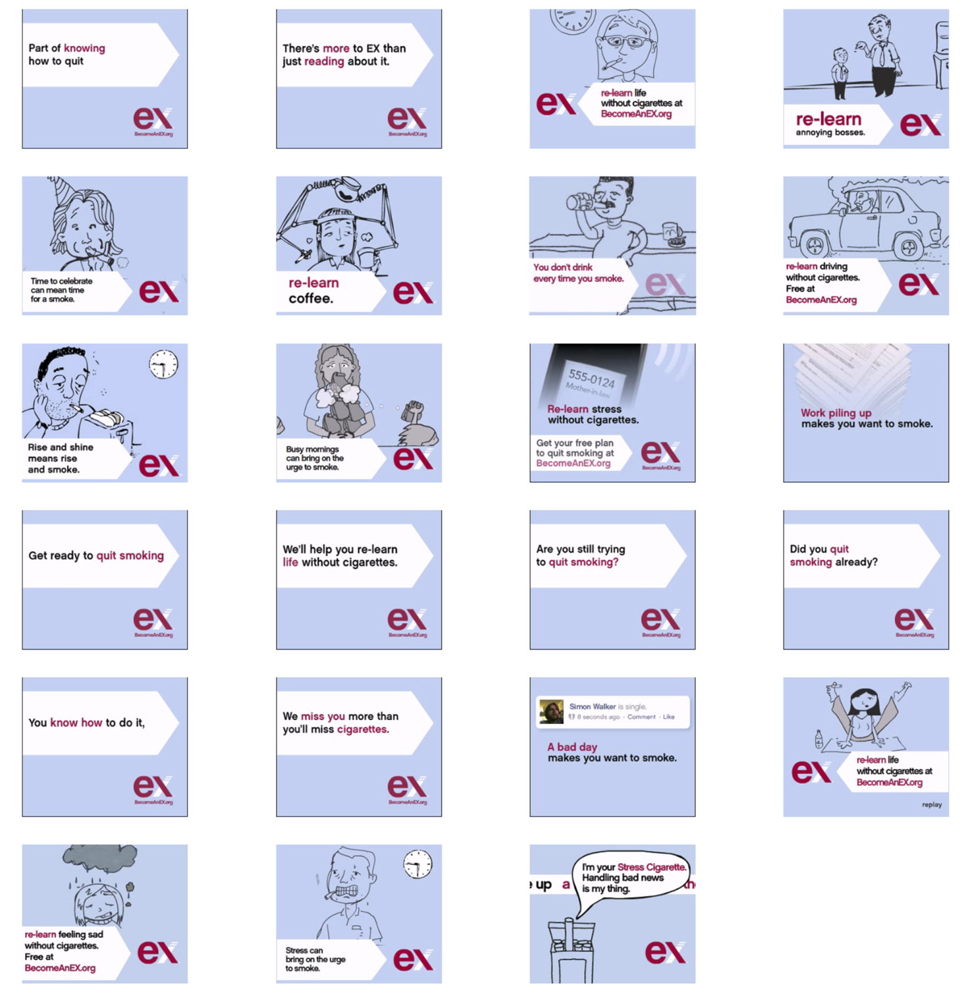 Part of knowing
how to quit
ex
BecomeAnEX.org
There's more to EX than
just reading about it.
ex
BecomeAnEX.org
ex
re-learn life
without cigarettes at
BecomeAnEX.org
re-learn
annoying bosses.
ex
Time to celebrate
can mean time
for a smoke.
ex
re-learn
coffee.
ex
You don't drink
every time you smoke.
ex
re-learn driving
without cigarettes.
Free at
BecomeAnEX.org
ex
Rise and shine
means rise
and smoke.
ex
Busy mornings
can bring on the
urge to smoke.
ex
555-0124
Mother-in-law
Re-learn stress
without cigarettes.
Get your free plan
to quit smoking at
BecomeAnEX.org
ex
BecomeAnEX.org
Work piling up
makes you want to smoke.
Get ready to quit smoking
ex
BecomeAnEX.org
We'll help you re-learn
life without cigarettes.
ex
BecomeAnEX.org
Are you still trying
to quit smoking?
ex
BecomeAnEX.org
Did you quit
smoking already?
ex
BecomeAnEX.org
You know how to do it,
ex
BecomeAnEX.org
We miss you more than
you'll miss cigarettes.
ex
BecomeAnEX.org
Simon Walker is single.
8 seconds ago · Comment · Like
A bad day
makes you want to smoke.
ex
re-learn life
without cigarettes at
BecomeAnEX.org
replay
re-learn feeling sad
without cigarettes.
Free at
BecomeAnEX.org
ex
Stress can
bring on the urge
to smoke.
ex
I'm your Stress Cigarette.
Handling bad news
is my thing.
up a
ex